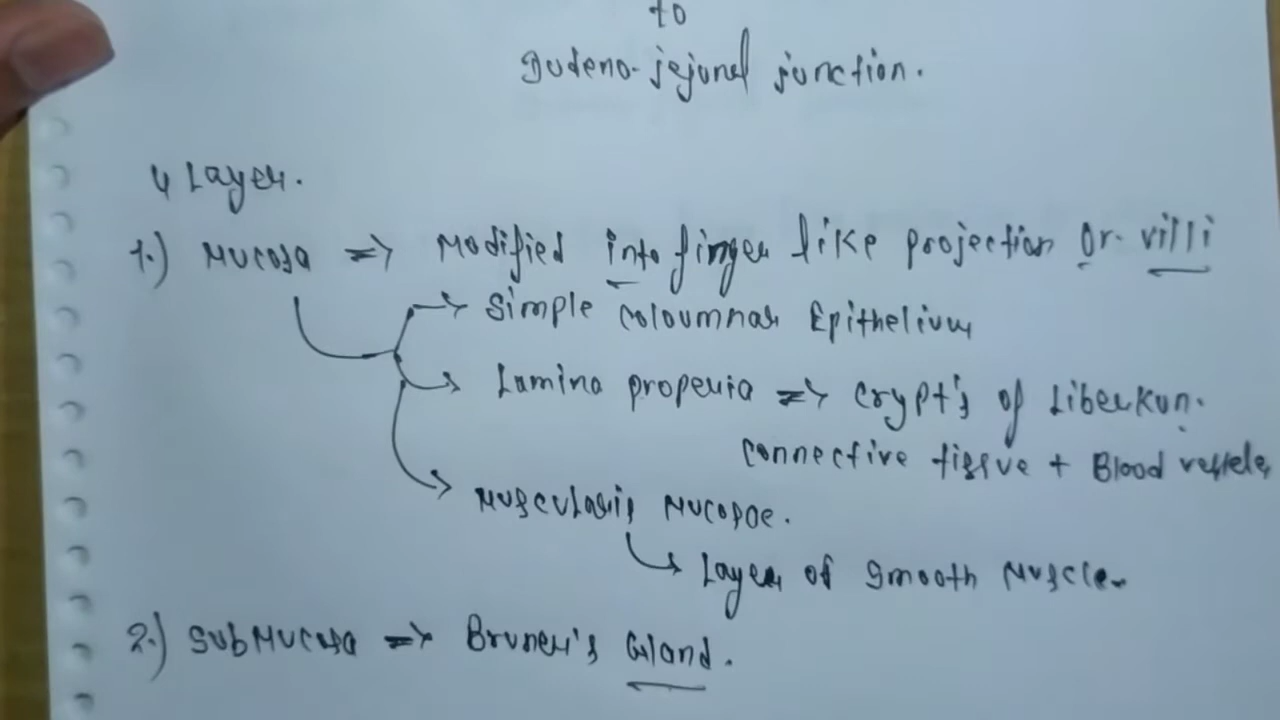 to
Dudeno-jejunal junction.
4 Layer.
1.) Mucosa => Modified into finger like projection Or villi
-> Simple Coloumnar Epithelium
-> Lamina properia => Crypt's of Liberkun.
Connective tissue + Blood vessels
-> Muscularis Mucosae.
-> Layer of Smooth Muscle.
2.) SubMucosa => Bruner's Gland.